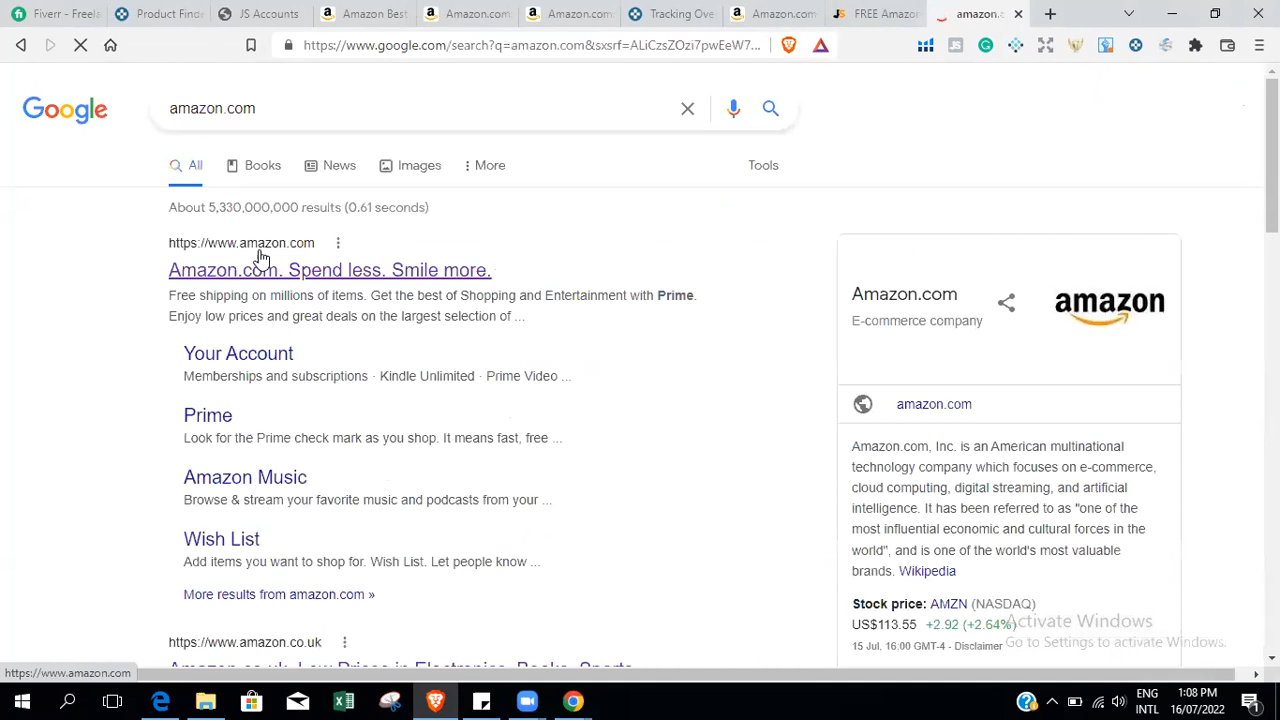 Fiverr - Freela
Product Finde
JS Accounts
Amazon Best
Amazon.com:
Amazon.com:
Tracking Ove
Amazon.com:
FREE Amazon
amazon.c
https://www.google.com/search?q=amazon.com&sxsrf=ALiCzsZOzi7pwEeW7...
Google
amazon.com
All
Books
News
Images
More
Tools
About 5,330,000,000 results (0.61 seconds)
https://www.amazon.com
Amazon.com. Spend less. Smile more.
Free shipping on millions of items. Get the best of Shopping and Entertainment with Prime.
Enjoy low prices and great deals on the largest selection of ...
Your Account
Memberships and subscriptions · Kindle Unlimited · Prime Video ...
Prime
Look for the Prime check mark as you shop. It means fast, free ...
Amazon Music
Browse & stream your favorite music and podcasts from your ...
Wish List
Add items you want to shop for. Wish List. Let people know ...
More results from amazon.com »
https://www.amazon.co.uk
Amazon.co.uk: Low Prices in Electronics, Books, Sports
Amazon.com
E-commerce company
amazon
amazon.com
Amazon.com, Inc. is an American multinational
technology company which focuses on e-commerce,
cloud computing, digital streaming, and artificial
intelligence. It has been referred to as "one of the
most influential economic and cultural forces in the
world", and is one of the world's most valuable
brands. Wikipedia
Stock price: AMZN (NASDAQ)
US$113.55 +2.92 (+2.64%)
15 Jul, 16:00 GMT-4 - Disclaimer
Activate Windows
Go to Settings to activate Windows.
https://www.amazon.com
ENG
INTL
1:08 PM
16/07/2022